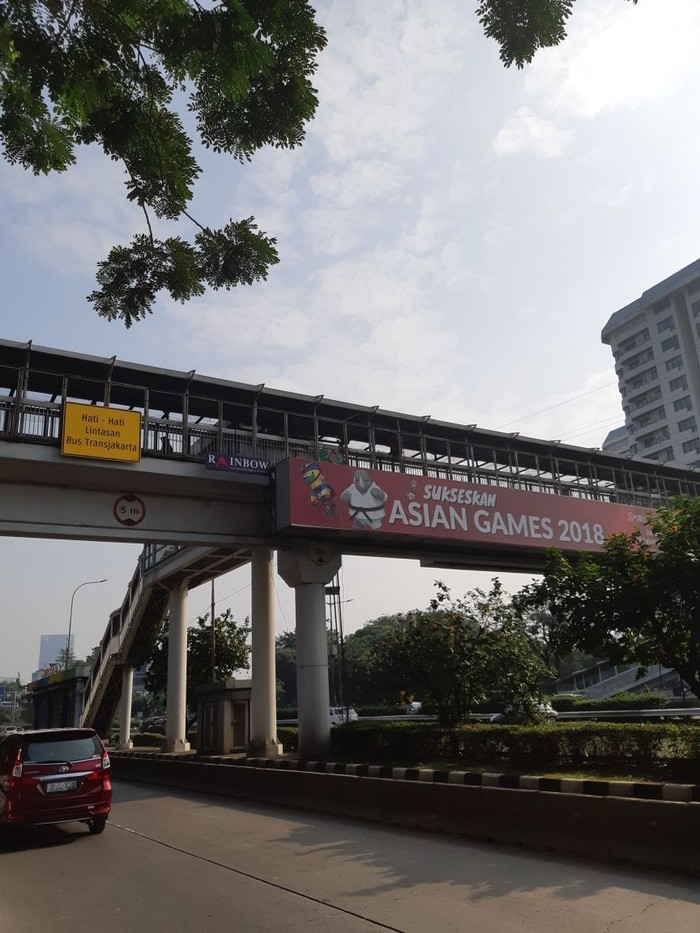 Hati - Hati
Lintasan
Bus Transjakarta
RAINBOW
5 m
SUKSESKAN
ASIAN GAMES 2018